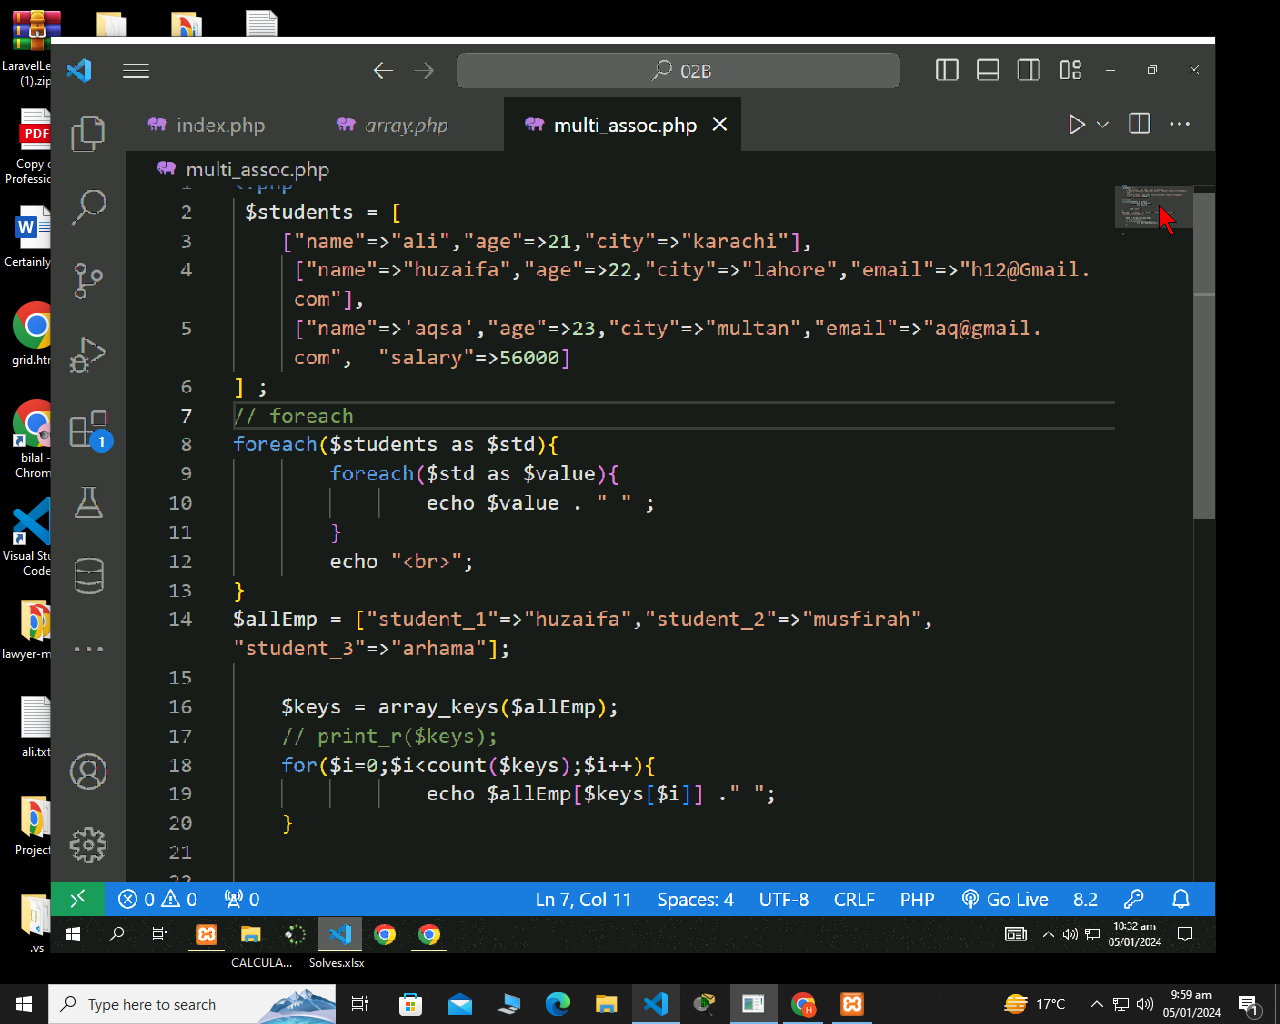 LaravelLe
(1).zip
PDF
Copy o
Professio
Certainly
grid.htm
bilal -
Chrom
Visual Stu
Code
lawyer-m
ali.txt
Project
.vs
02B
index.php
array.php
multi_assoc.php
multi_assoc.php
2 $students = [
3 ["name"=>"ali","age"=>21,"city"=>"karachi"],
4 ["name"=>"huzaifa","age"=>22,"city"=>"lahore","email"=>"h12@Gmail.
com"],
5 ["name"=>'aqsa',"age"=>23,"city"=>"multan","email"=>"aq@gmail.
com", "salary"=>56000]
6 ] ;
7 // foreach
8 foreach($students as $std){
9 foreach($std as $value){
10 echo $value . " " ;
11 }
12 echo "<br>";
13 }
14 $allEmp = ["student_1"=>"huzaifa","student_2"=>"musfirah",
"student_3"=>"arhama"];
15
16 $keys = array_keys($allEmp);
17 // print_r($keys);
18 for($i=0;$i<count($keys);$i++){
19 echo $allEmp[$keys[$i]] ." ";
20 }
21
1
0 0 0 Ln 7, Col 11 Spaces: 4 UTF-8 CRLF PHP Go Live 8.2
10:32 am
05/01/2024
CALCULA... Solves.xlsx
Type here to search
17°C
9:59 am
05/01/2024
1